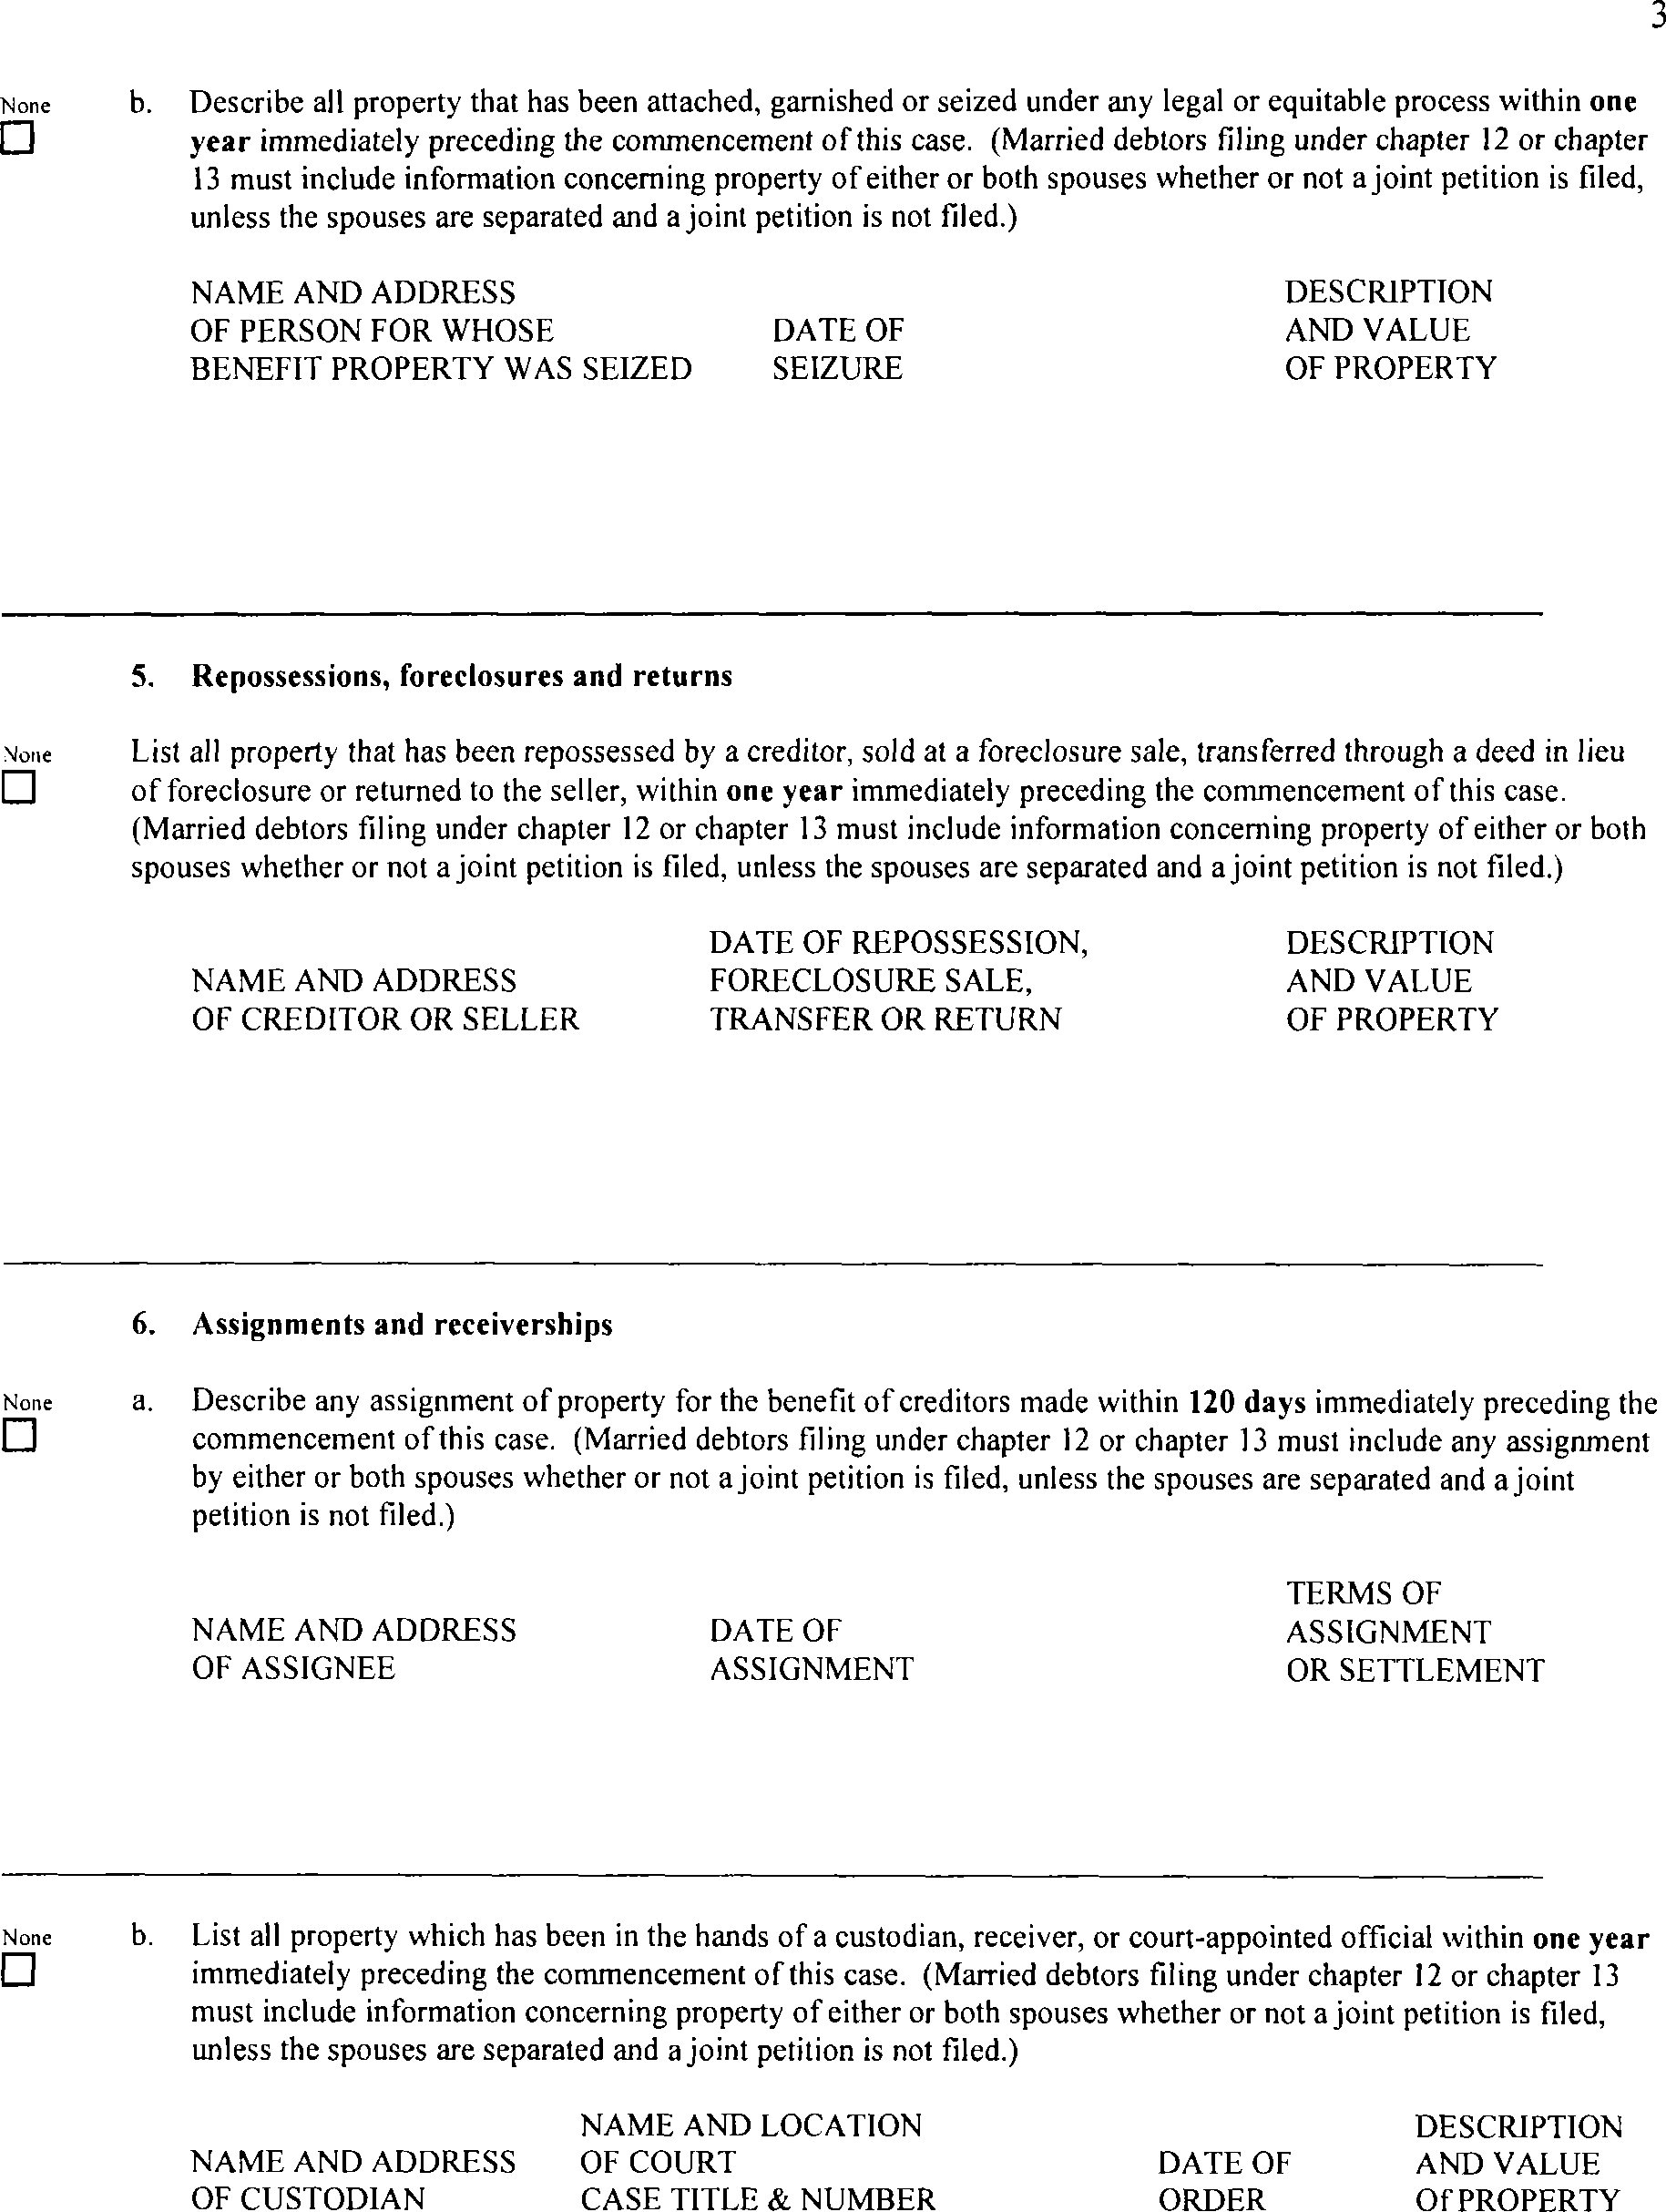 3
None b. Describe all property that has been attached, garnished or seized under any legal or equitable process within one
year immediately preceding the commencement of this case. (Married debtors filing under chapter 12 or chapter
13 must include information concerning property of either or both spouses whether or not a joint petition is filed,
unless the spouses are separated and a joint petition is not filed.)
NAME AND ADDRESS DESCRIPTION
OF PERSON FOR WHOSE DATE OF AND VALUE
BENEFIT PROPERTY WAS SEIZED SEIZURE OF PROPERTY
5. Repossessions, foreclosures and returns
None List all property that has been repossessed by a creditor, sold at a foreclosure sale, transferred through a deed in lieu
of foreclosure or returned to the seller, within one year immediately preceding the commencement of this case.
(Married debtors filing under chapter 12 or chapter 13 must include information concerning property of either or both
spouses whether or not a joint petition is filed, unless the spouses are separated and a joint petition is not filed.)
DATE OF REPOSSESSION, DESCRIPTION
NAME AND ADDRESS FORECLOSURE SALE, AND VALUE
OF CREDITOR OR SELLER TRANSFER OR RETURN OF PROPERTY
6. Assignments and receiverships
None a. Describe any assignment of property for the benefit of creditors made within 120 days immediately preceding the
commencement of this case. (Married debtors filing under chapter 12 or chapter 13 must include any assignment
by either or both spouses whether or not a joint petition is filed, unless the spouses are separated and a joint
petition is not filed.)
TERMS OF
NAME AND ADDRESS DATE OF ASSIGNMENT
OF ASSIGNEE ASSIGNMENT OR SETTLEMENT
None b. List all property which has been in the hands of a custodian, receiver, or court-appointed official within one year
immediately preceding the commencement of this case. (Married debtors filing under chapter 12 or chapter 13
must include information concerning property of either or both spouses whether or not a joint petition is filed,
unless the spouses are separated and a joint petition is not filed.)
NAME AND LOCATION DESCRIPTION
NAME AND ADDRESS OF COURT DATE OF AND VALUE
OF CUSTODIAN CASE TITLE & NUMBER ORDER Of PROPERTY